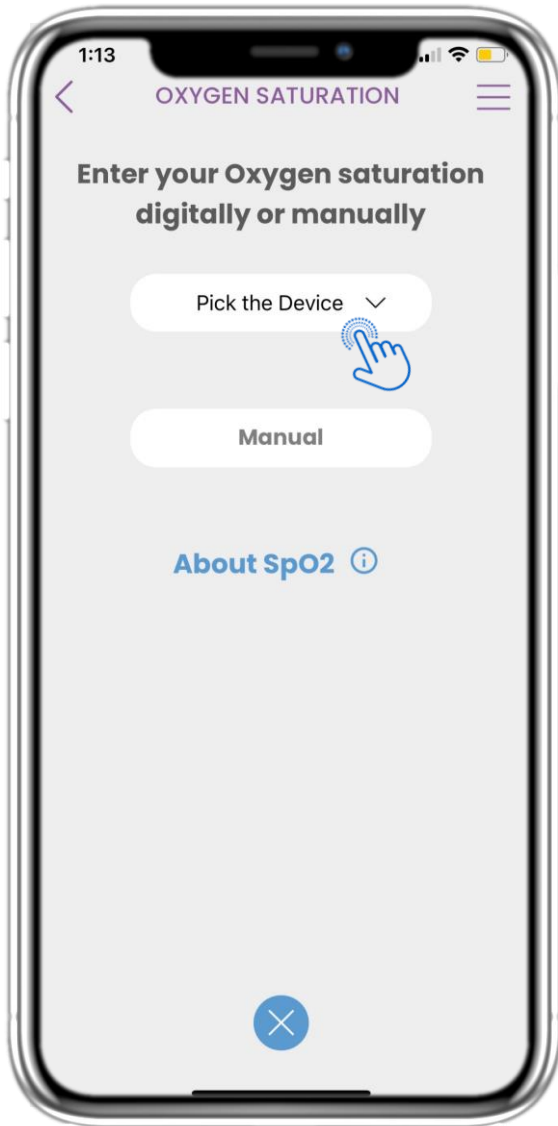 1:13
OXYGEN SATURATION
Enter your Oxygen saturation
digitally or manually
Pick the Device
Manual
About SpO2